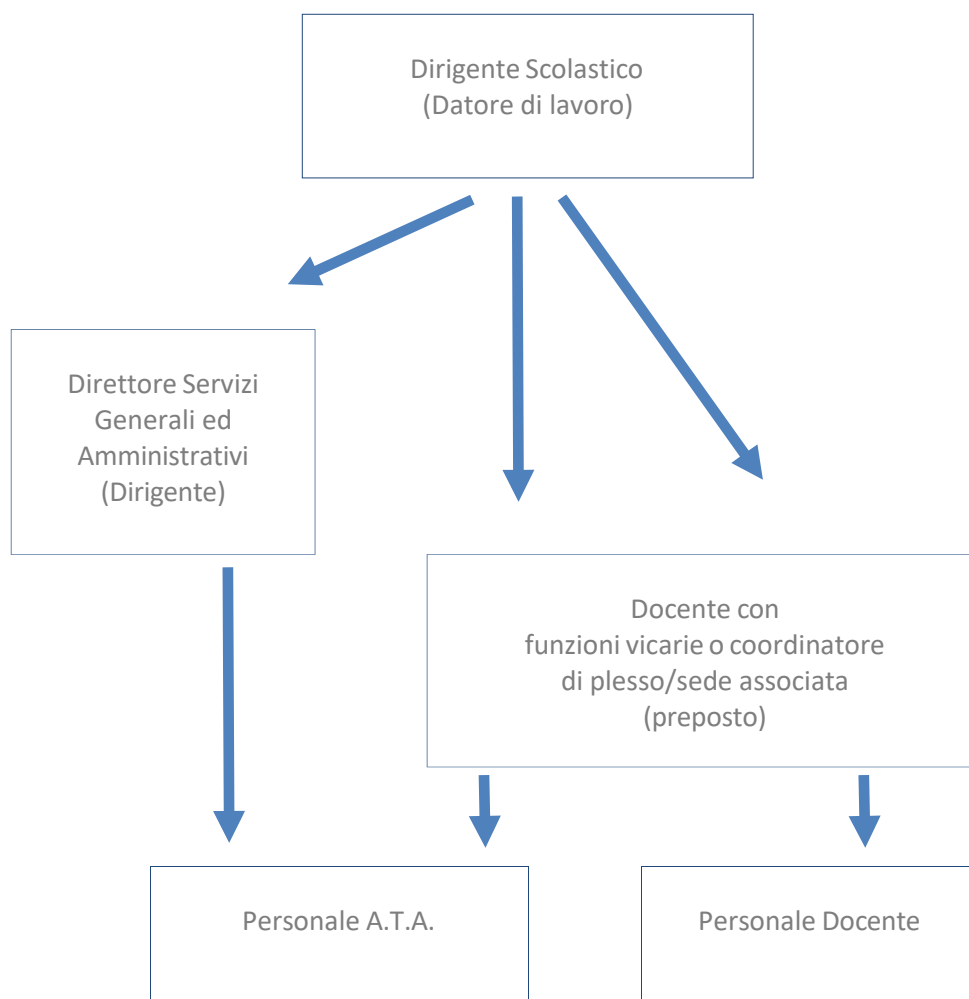 Dirigente Scolastico
(Datore di lavoro)
Direttore Servizi
Generali ed
Amministrativi
(Dirigente)
Docente con
funzioni vicarie o coordinatore
di plesso/sede associata
(preposto)
Personale A.T.A.
Personale Docente